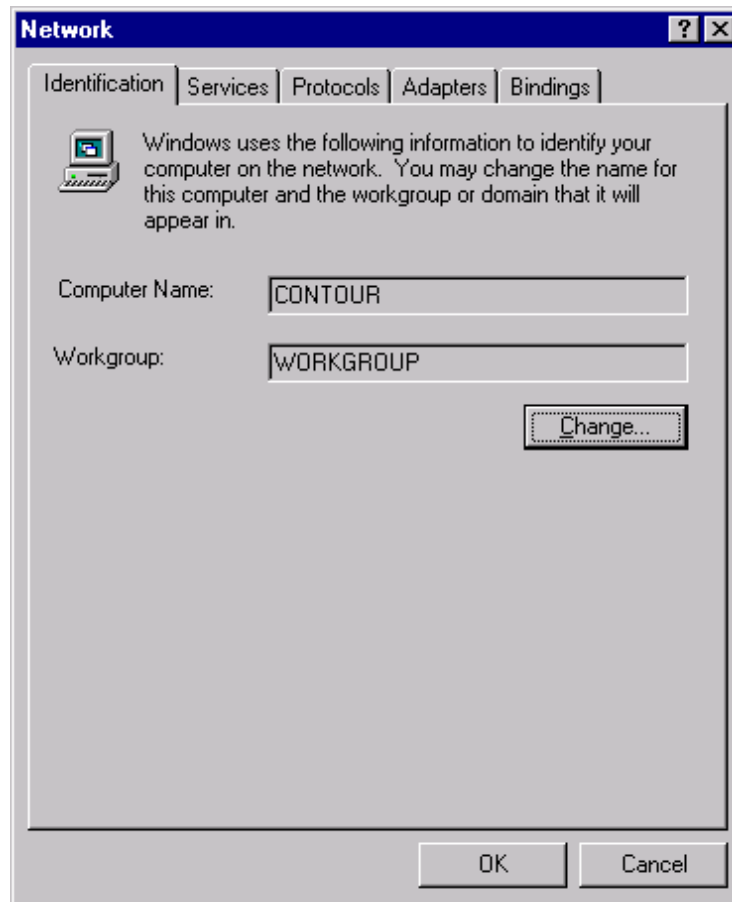 Network
Identification Services Protocols Adapters Bindings
Windows uses the following information to identify your
computer on the network. You may change the name for
this computer and the workgroup or domain that it will
appear in.
Computer Name: CONTOUR
Workgroup: WORKGROUP
Change...
OK Cancel